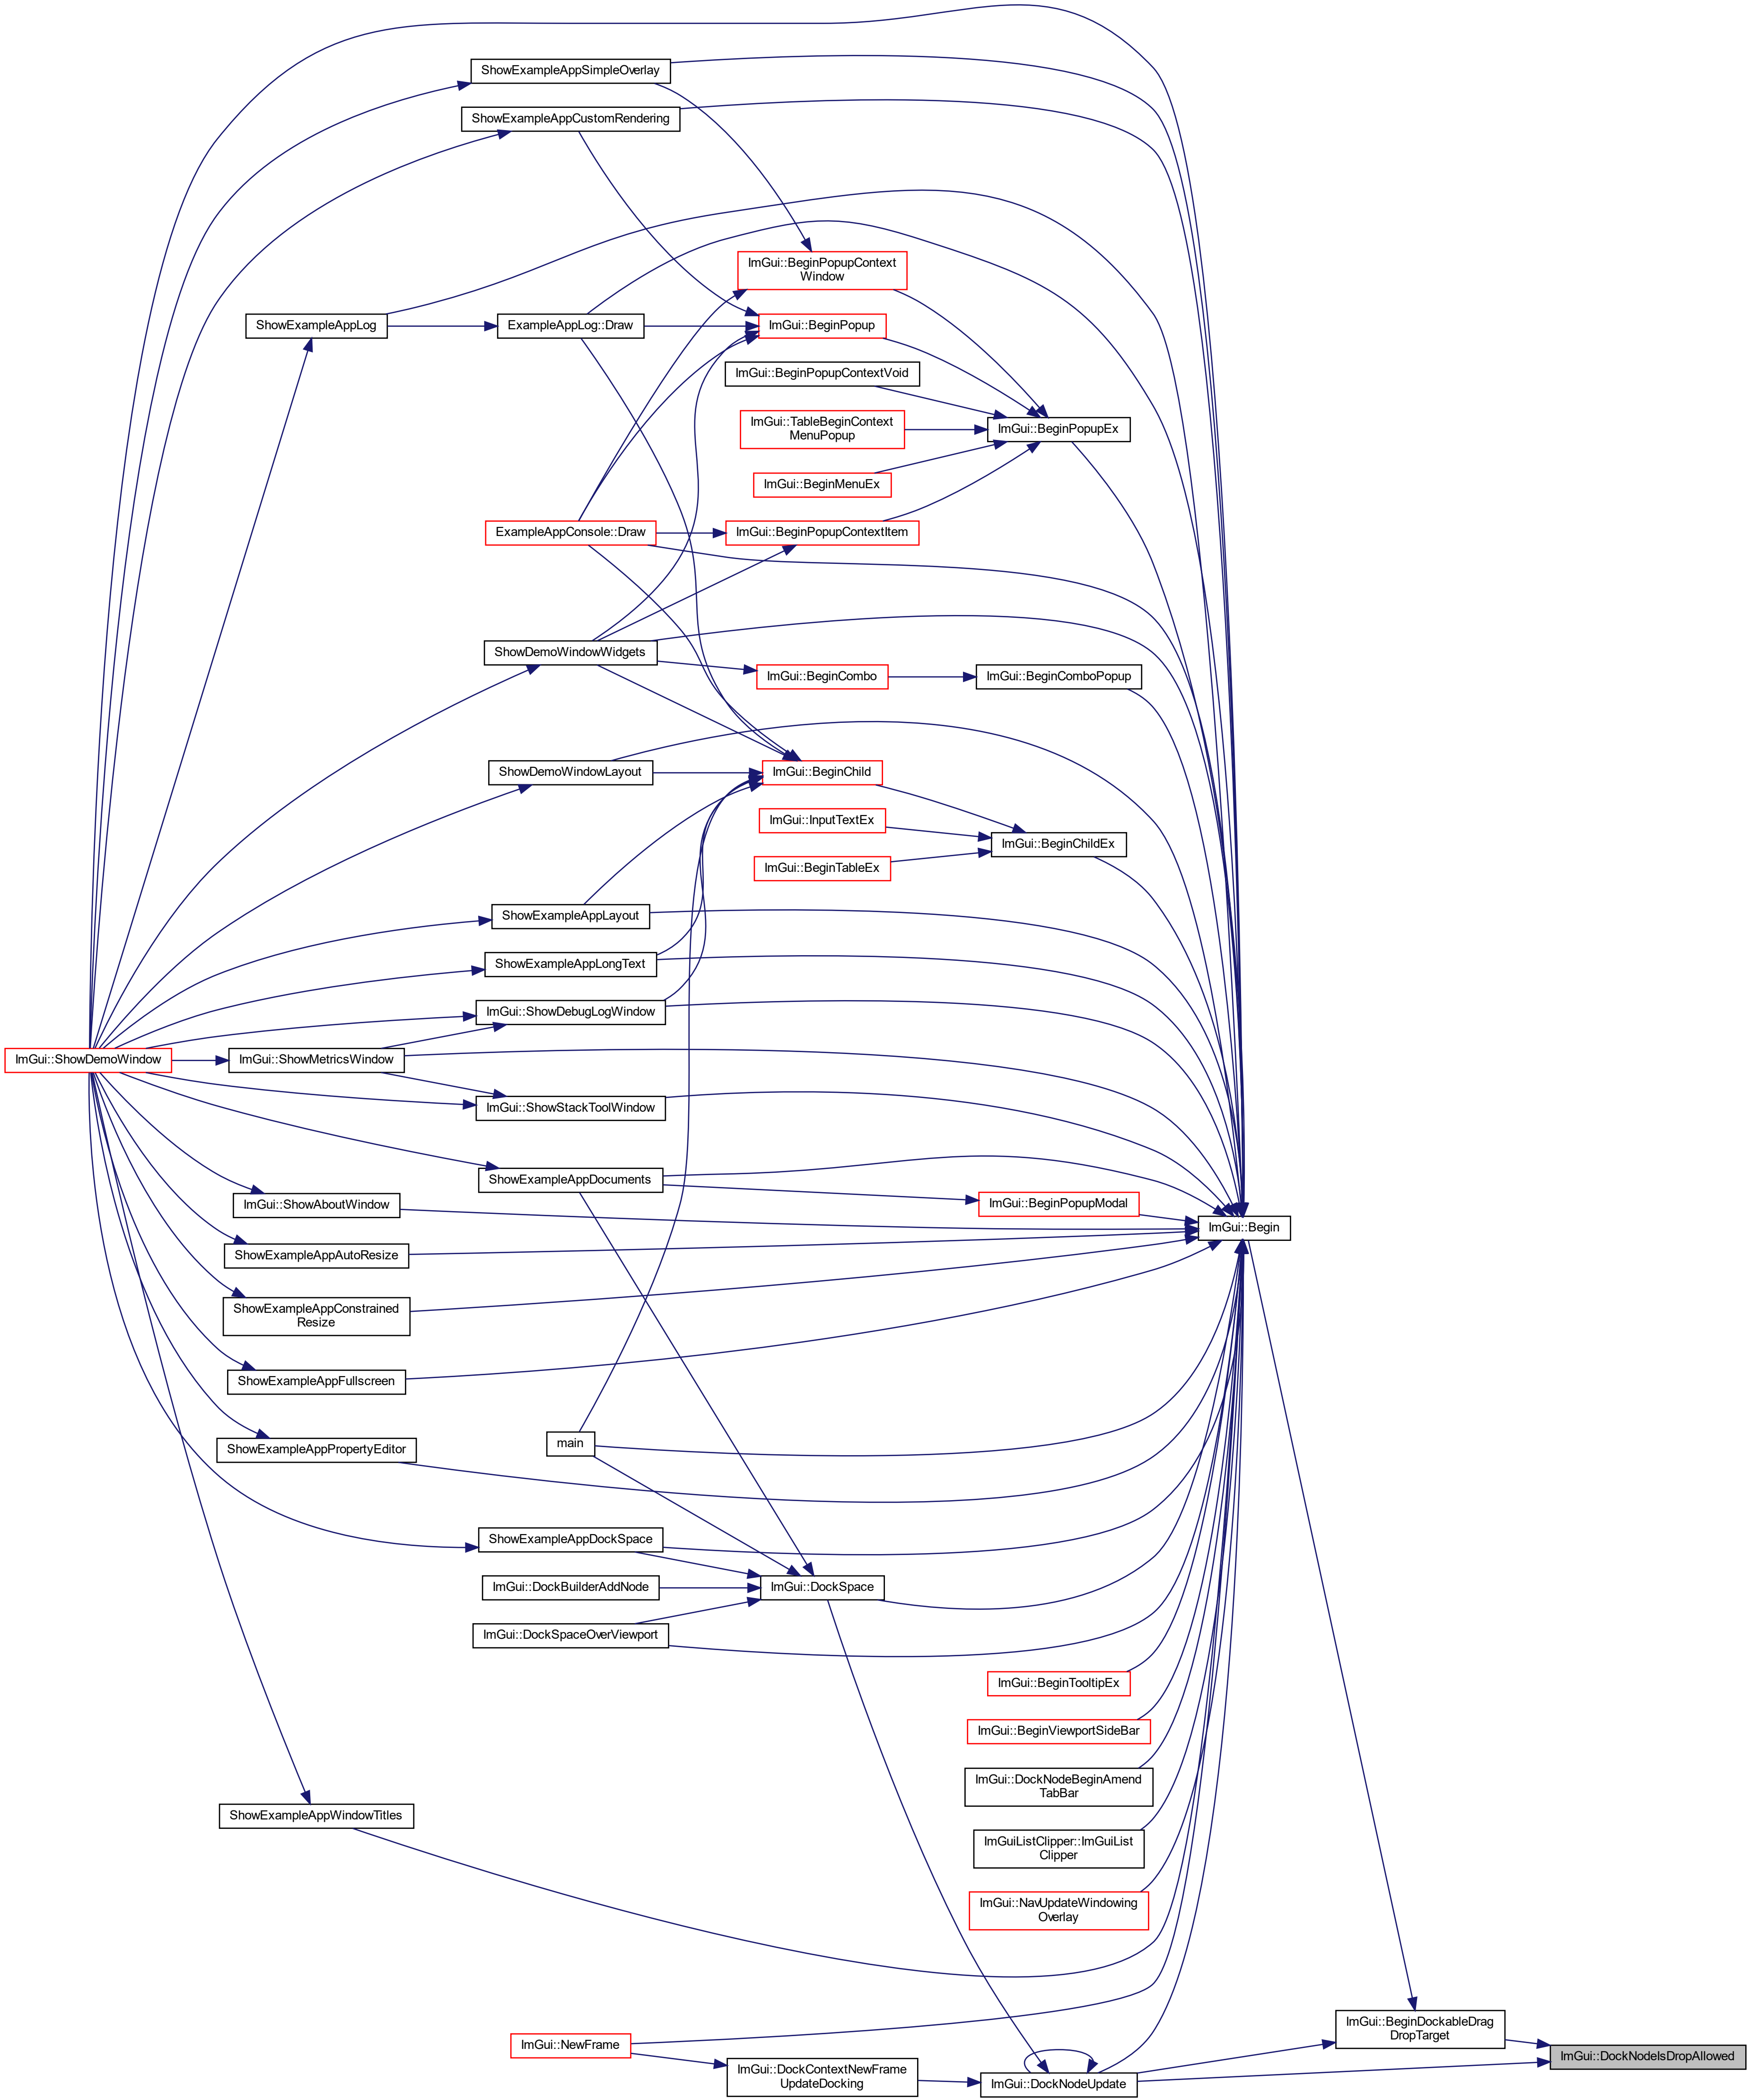 ShowExampleAppSimpleOverlay
ShowExampleAppCustomRendering
ImGui::BeginPopupContext
Window
ShowExampleAppLog
ExampleAppLog::Draw
ImGui::BeginPopup
ImGui::BeginPopupContextVoid
ImGui::TableBeginContext
MenuPopup
ImGui::BeginPopupEx
ImGui::BeginMenuEx
ExampleAppConsole::Draw
ImGui::BeginPopupContextItem
ShowDemoWindowWidgets
ImGui::BeginCombo
ImGui::BeginComboPopup
ShowDemoWindowLayout
ImGui::BeginChild
ImGui::InputTextEx
ImGui::BeginChildEx
ImGui::BeginTableEx
ShowExampleAppLayout
ShowExampleAppLongText
ImGui::ShowDebugLogWindow
ImGui::ShowDemoWindow
ImGui::ShowMetricsWindow
ImGui::ShowStackToolWindow
ShowExampleAppDocuments
ImGui::ShowAboutWindow
ImGui::BeginPopupModal
ImGui::Begin
ShowExampleAppAutoResize
ShowExampleAppConstrained
Resize
ShowExampleAppFullscreen
main
ShowExampleAppPropertyEditor
ShowExampleAppDockSpace
ImGui::DockBuilderAddNode
ImGui::DockSpace
ImGui::DockSpaceOverViewport
ImGui::BeginTooltipEx
ImGui::BeginViewportSideBar
ImGui::DockNodeBeginAmend
TabBar
ShowExampleAppWindowTitles
ImGuiListClipper::ImGuiList
Clipper
ImGui::NavUpdateWindowing
Overlay
ImGui::BeginDockableDrag
DropTarget
ImGui::NewFrame
ImGui::DockNodeIsDropAllowed
ImGui::DockContextNewFrame
UpdateDocking
ImGui::DockNodeUpdate